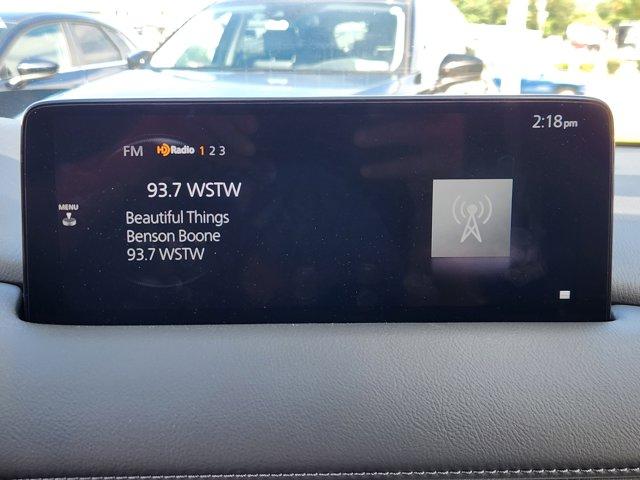 2:18pm
FM HD Radio 1 2 3
93.7 WSTW
MENU
Beautiful Things
Benson Boone
93.7 WSTW